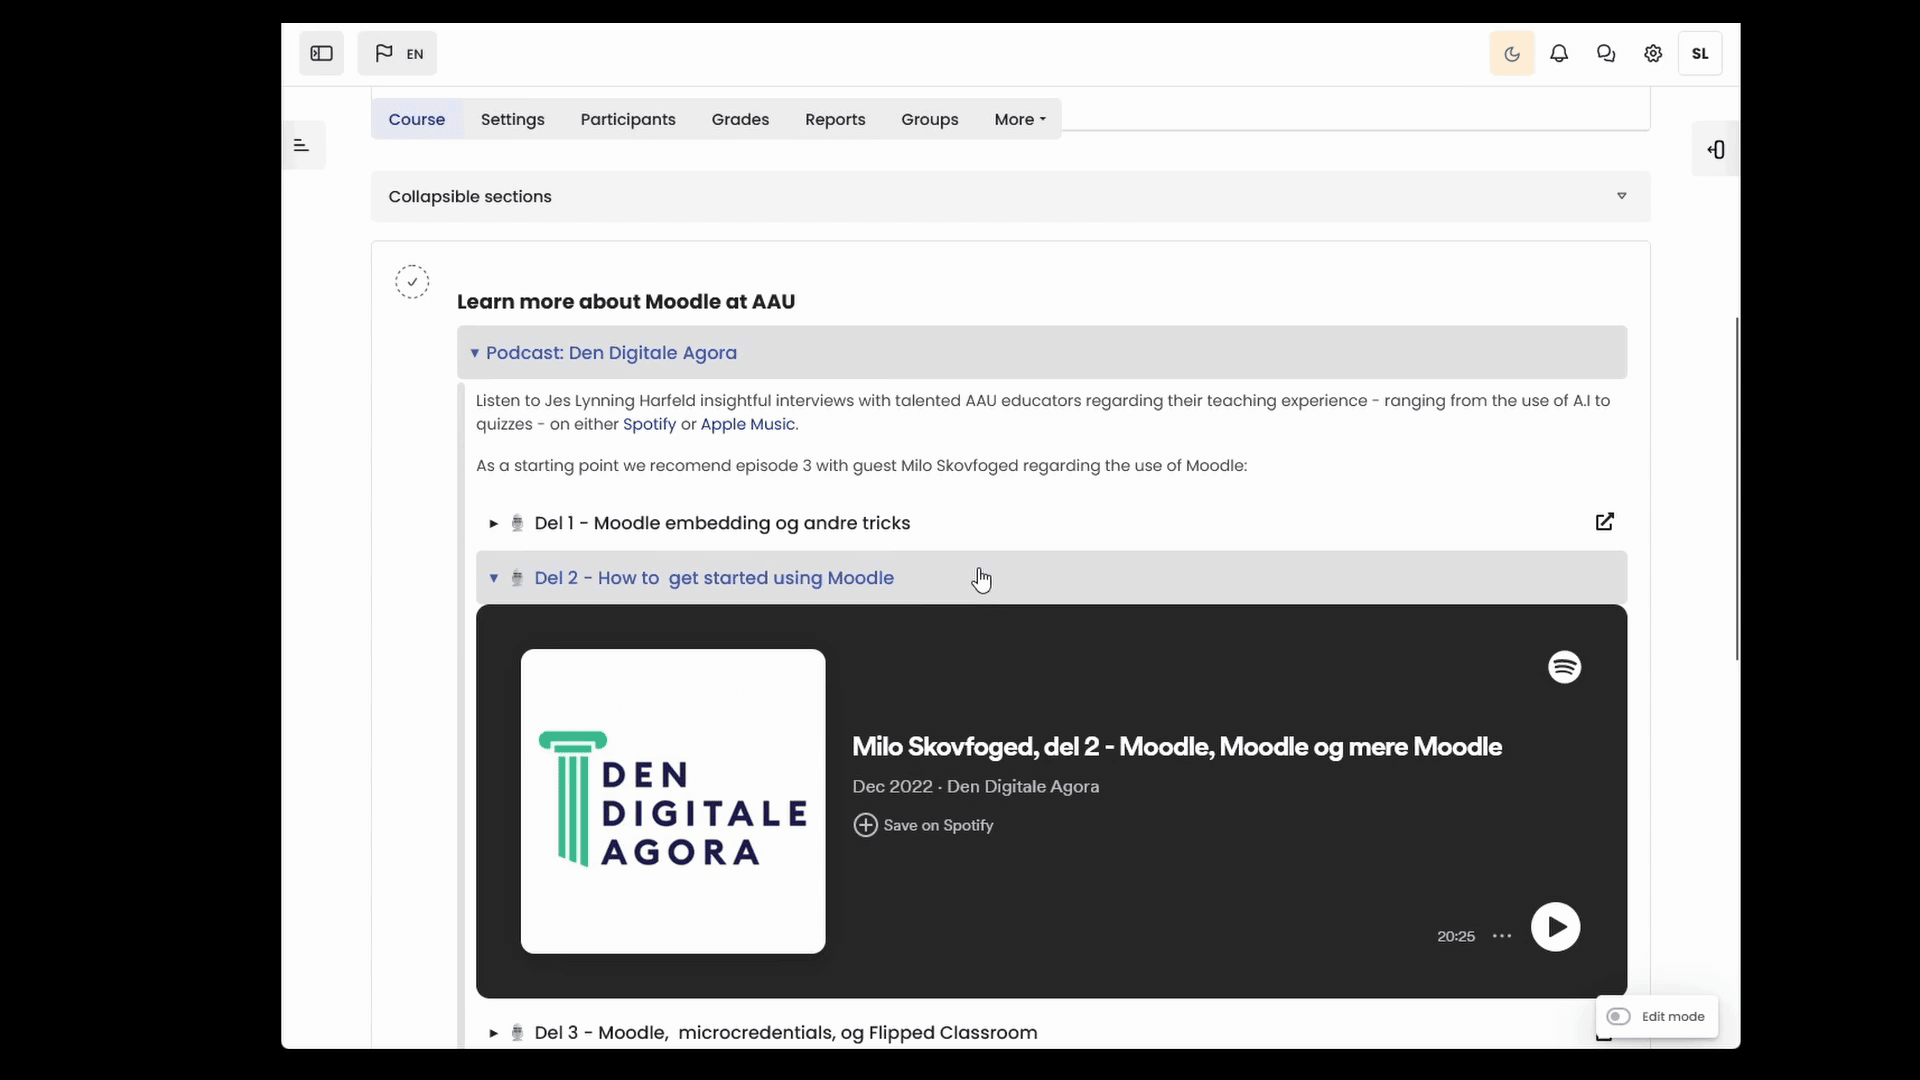 EN
SL
Course Settings Participants Grades Reports Groups More
Collapsible sections
Learn more about Moodle at AAU
Podcast: Den Digitale Agora
Listen to Jes Lynning Harfeld insightful interviews with talented AAU educators regarding their teaching experience - ranging from the use of A.I to
quizzes - on either Spotify or Apple Music.
As a starting point we recomend episode 3 with guest Milo Skovfoged regarding the use of Moodle:
Del 1 - Moodle embedding og andre tricks
Del 2 - How to get started using Moodle
DEN
DIGITALE
AGORA
Milo Skovfoged, del 2 - Moodle, Moodle og mere Moodle
Dec 2022 · Den Digitale Agora
Save on Spotify
20:25
Edit mode
Del 3 - Moodle, microcredentials, og Flipped Classroom